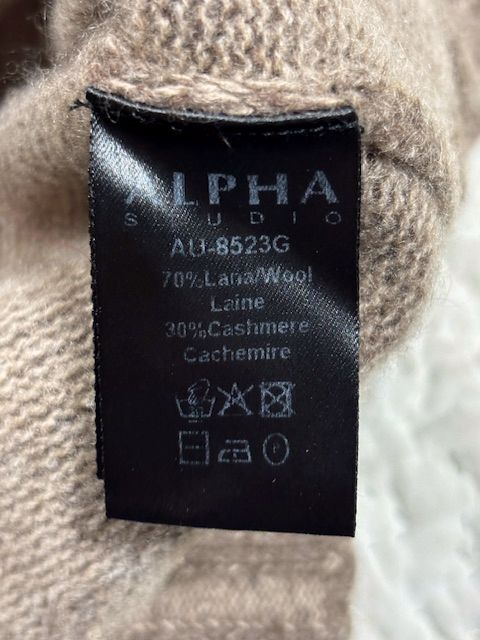 ALPHA
STUDIO
AU-8523G
70%Lana/Wool
Laine
30%Cashmere
Cachemire